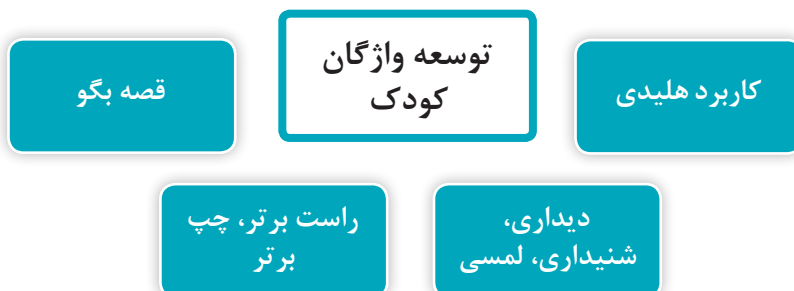 توسعه واژگان
کودک
کاربرد هلیدی
قصه بگو
دیداری،
شنیداری، لمسی
راست برتر، چپ
برتر